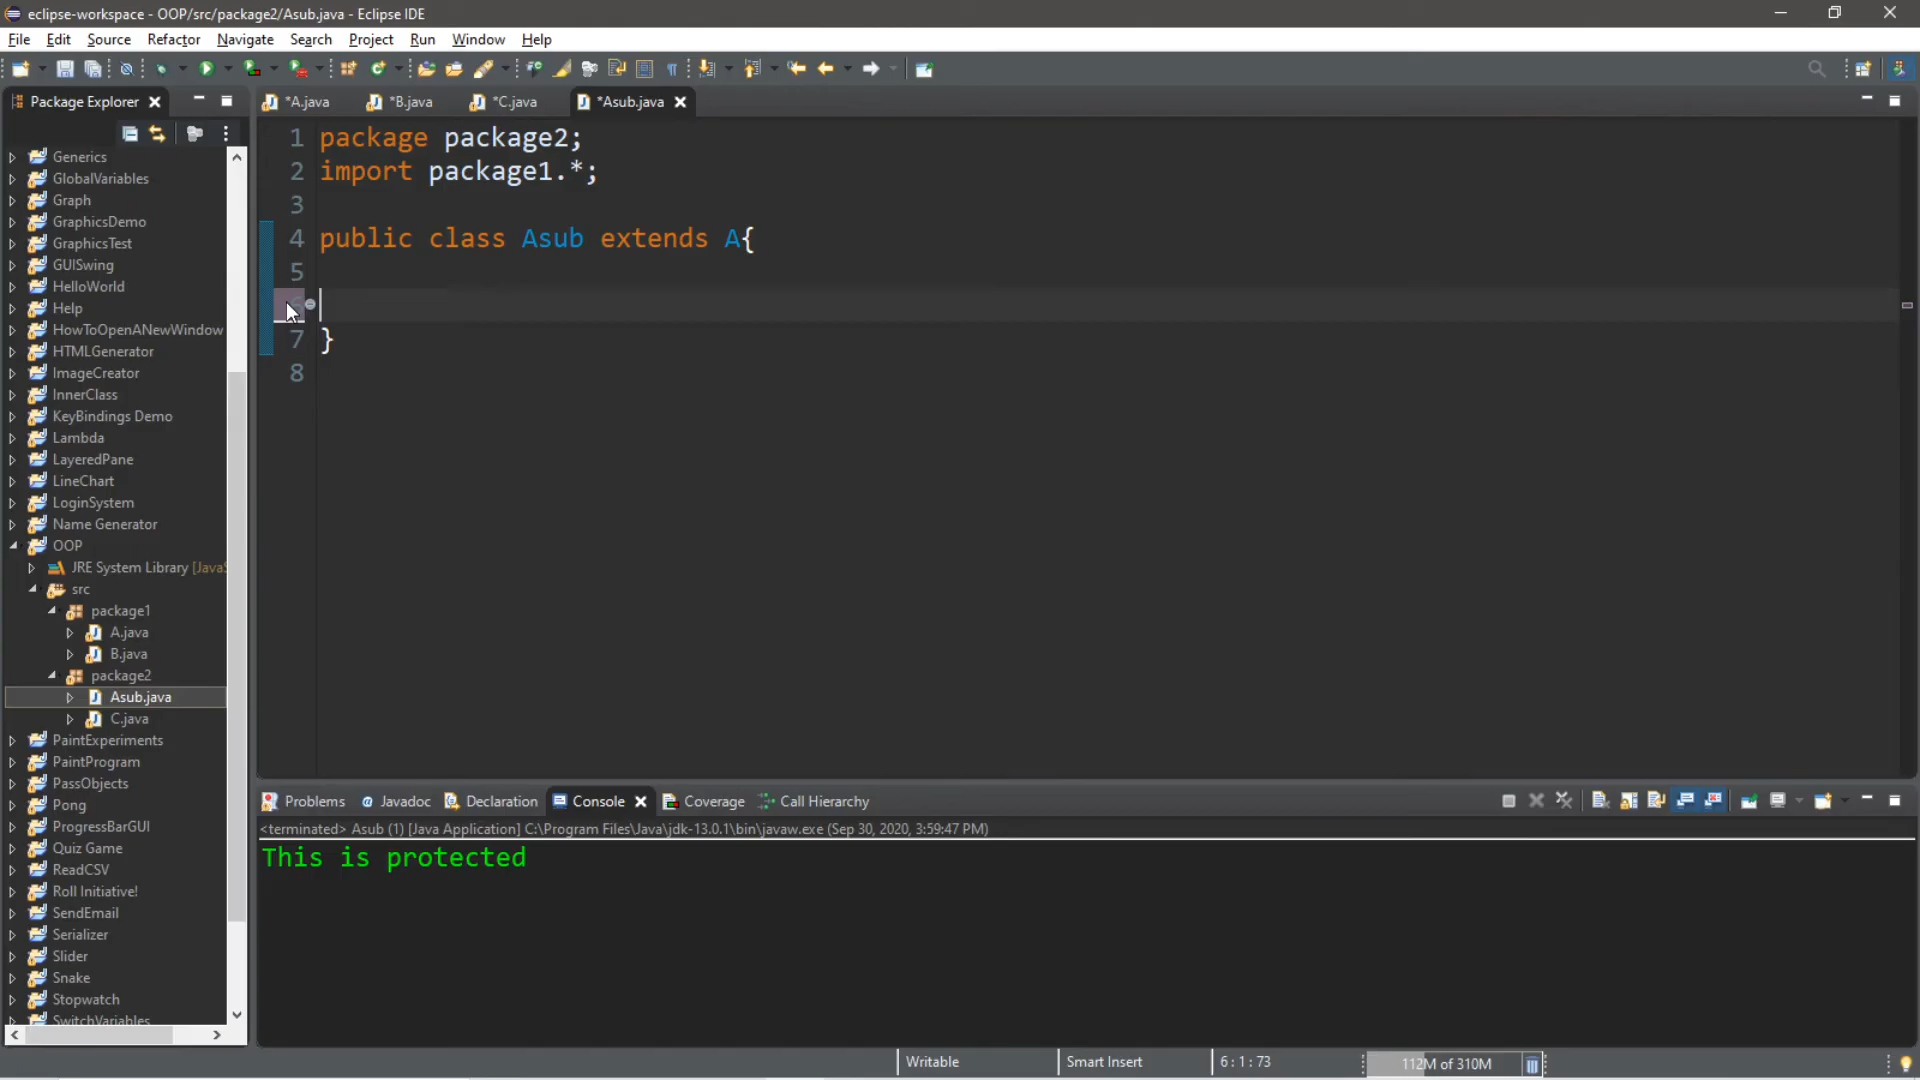 eclipse-workspace - OOP/src/package2/Asub.java - Eclipse IDE
File Edit Source Refactor Navigate Search Project Run Window Help
Package Explorer
*A.java *B.java *C.java *Asub.java
Generics
GlobalVariables
Graph
GraphicsDemo
GraphicsTest
GUISwing
HelloWorld
Help
HowToOpenANewWindow
HTMLGenerator
ImageCreator
InnerClass
KeyBindings Demo
Lambda
LayeredPane
LineChart
LoginSystem
Name Generator
OOP
JRE System Library [JavaS
src
package1
A.java
B.java
package2
Asub.java
C.java
PaintExperiments
PaintProgram
PassObjects
Pong
ProgressBarGUI
Quiz Game
ReadCSV
Roll Initiative!
SendEmail
Serializer
Slider
Snake
Stopwatch
SwitchVariables
1 package package2;
2 import package1.*;
3
4 public class Asub extends A{
5
6
7 }
8
Problems Javadoc Declaration Console Coverage Call Hierarchy
<terminated> Asub (1) [Java Application] C:\Program Files\Java\jdk-13.0.1\bin\javaw.exe (Sep 30, 2020, 3:59:47 PM)
This is protected
Writable Smart Insert 6 : 1 : 73 112M of 310M